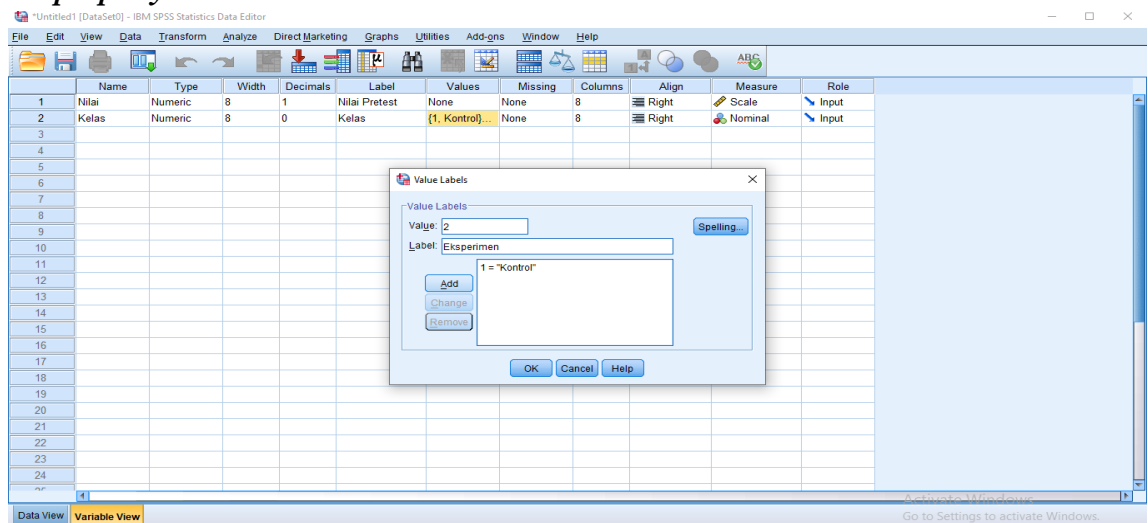 *Untitled1 [DataSet0] - IBM SPSS Statistics Data Editor
File Edit View Data Transform Analyze Direct Marketing Graphs Utilities Add-ons Window Help
Name Type Width Decimals Label Values Missing Columns Align Measure Role
1 Nilai Numeric 8 1 Nilai Pretest None None 8 Right Scale Input
2 Kelas Numeric 8 0 Kelas {1, Kontrol}... None 8 Right Nominal Input
3
4
5
6
7
8
9
10
11
12
13
14
15
16
17
18
19
20
21
22
23
24
Value Labels
Value Labels
Value: 2
Spelling...
Label: Eksperimen
1 = "Kontrol"
Add
Change
Remove
OK Cancel Help
Activate Windows
Go to Settings to activate Windows.
Data View Variable View